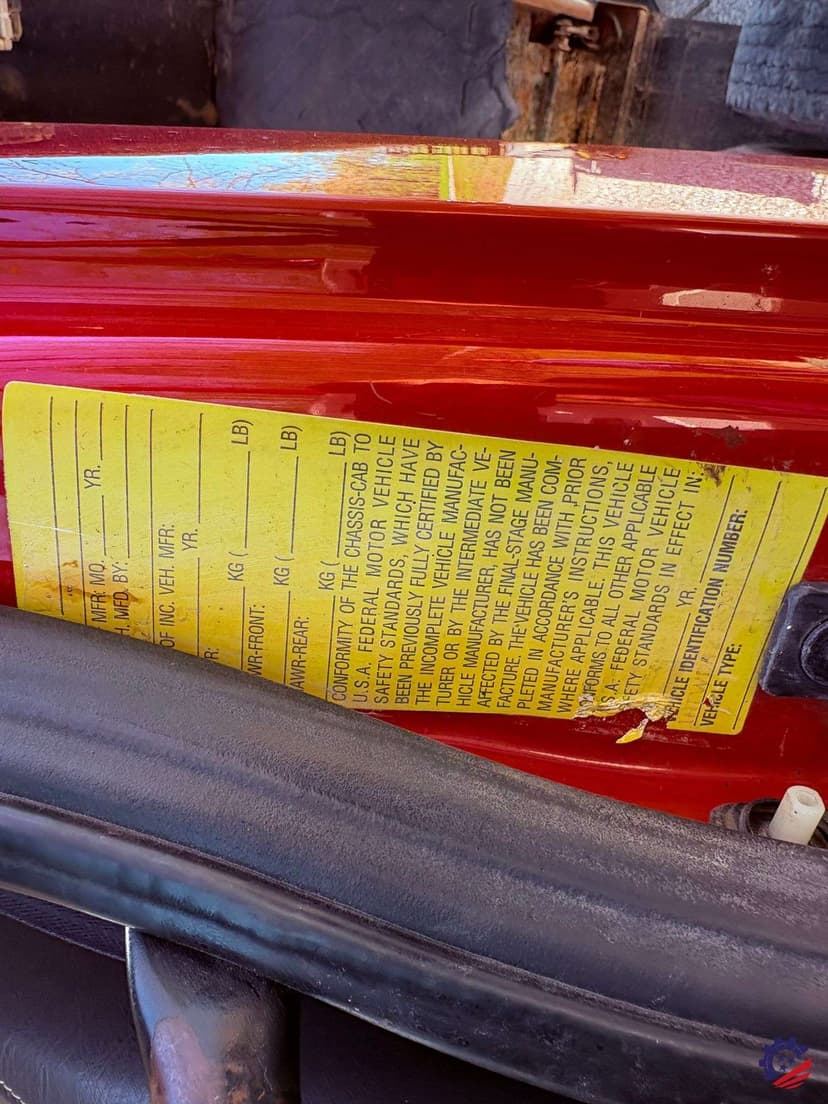 MFR: MO. YR.
H. MFD. BY:
OF INC. VEH. MFR:
YR.
KG ( LB)
WR-FRONT: KG ( LB)
AWR-REAR: KG ( LB)
CONFORMITY OF THE CHASSIS-CAB TO
U.S.A. FEDERAL MOTOR VEHICLE
SAFETY STANDARDS, WHICH HAVE
BEEN PREVIOUSLY FULLY CERTIFIED BY
THE INCOMPLETE VEHICLE MANUFAC-
TURER OR BY THE INTERMEDIATE VE-
HICLE MANUFACTURER, HAS NOT BEEN
AFFECTED BY THE FINAL-STAGE MANU-
FACTURE, THE VEHICLE HAS BEEN COM-
PLETED IN ACCORDANCE WITH PRIOR
MANUFACTURER'S INSTRUCTIONS,
WHERE APPLICABLE, THIS VEHICLE
NFORMS TO ALL OTHER APPLICABLE
.A. FEDERAL MOTOR VEHICLE
FETY STANDARDS IN EFFECT IN:
YR.
EHICLE IDENTIFICATION NUMBER:
VEHICLE TYPE: